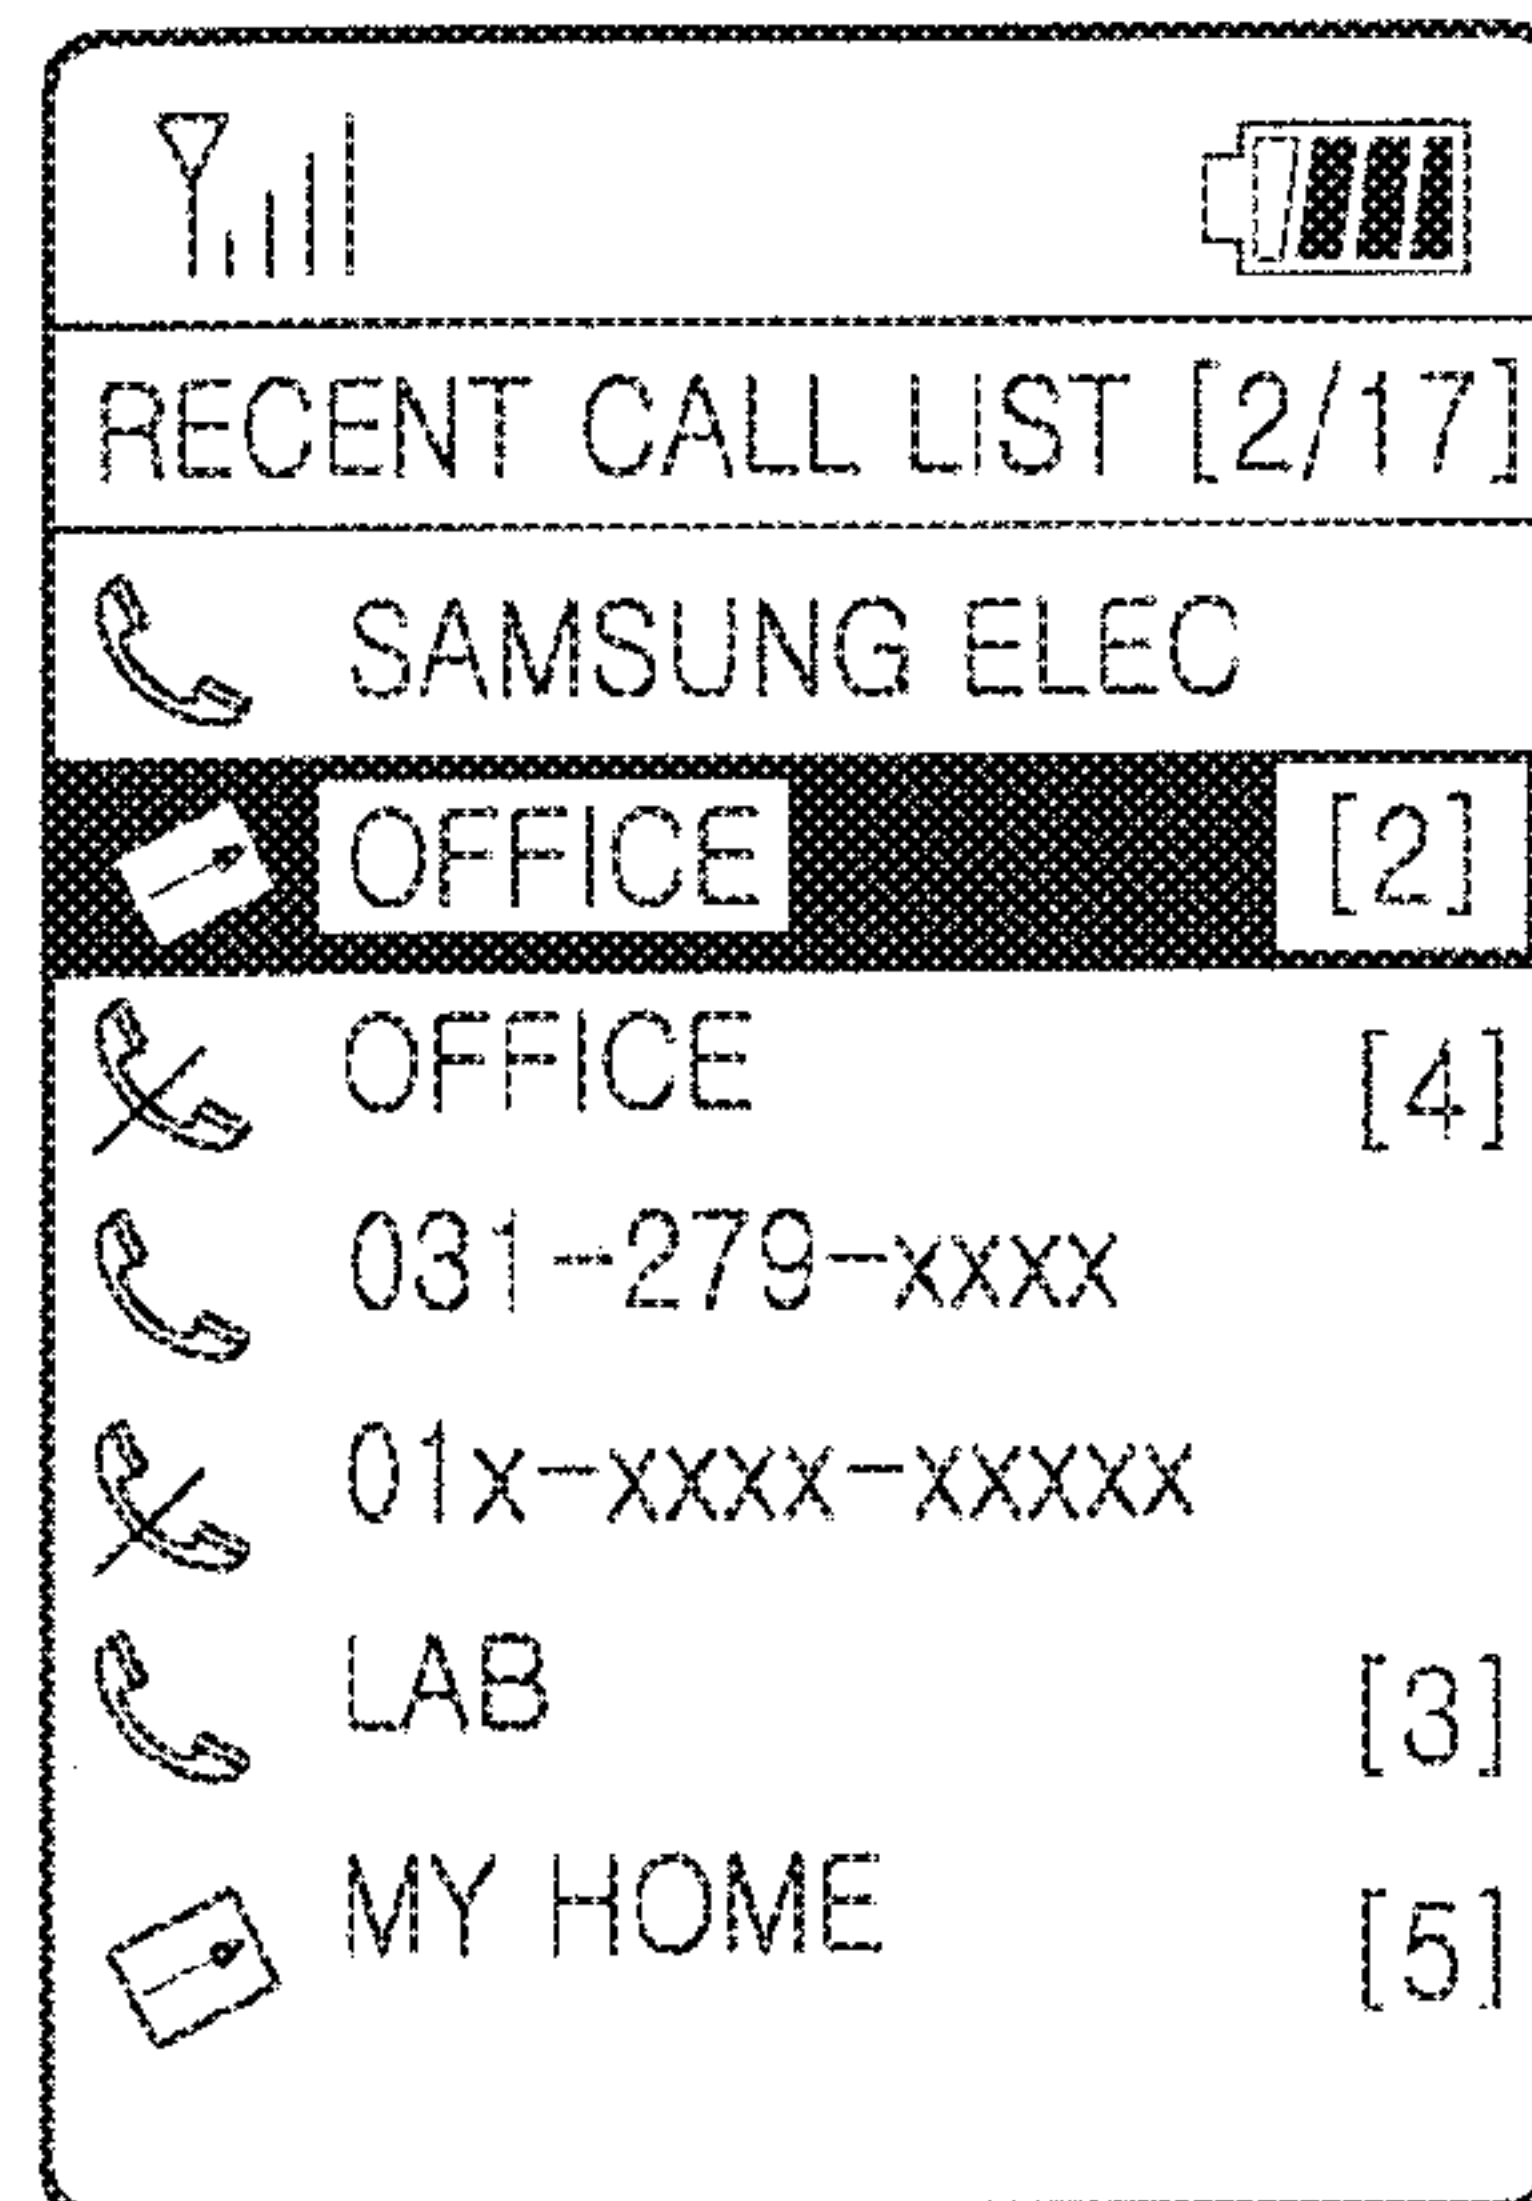 RECENT CALL LIST [2/17]
SAMSUNG ELEC
OFFICE [2]
OFFICE [4]
031-279-xxxx
01x-xxxx-xxxxx
LAB [3]
MY HOME [5]